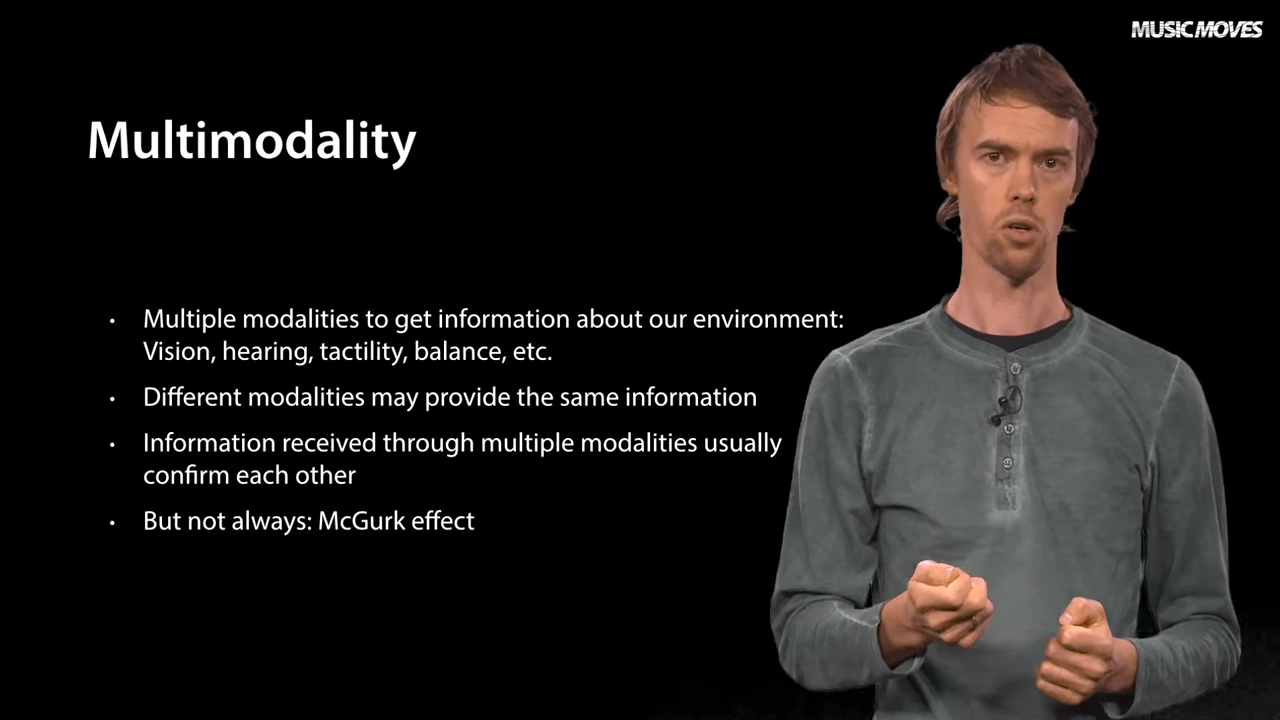 MUSIC MOVES
Multimodality
• Multiple modalities to get information about our environment:
Vision, hearing, tactility, balance, etc.
• Different modalities may provide the same information
• Information received through multiple modalities usually
confirm each other
• But not always: McGurk effect